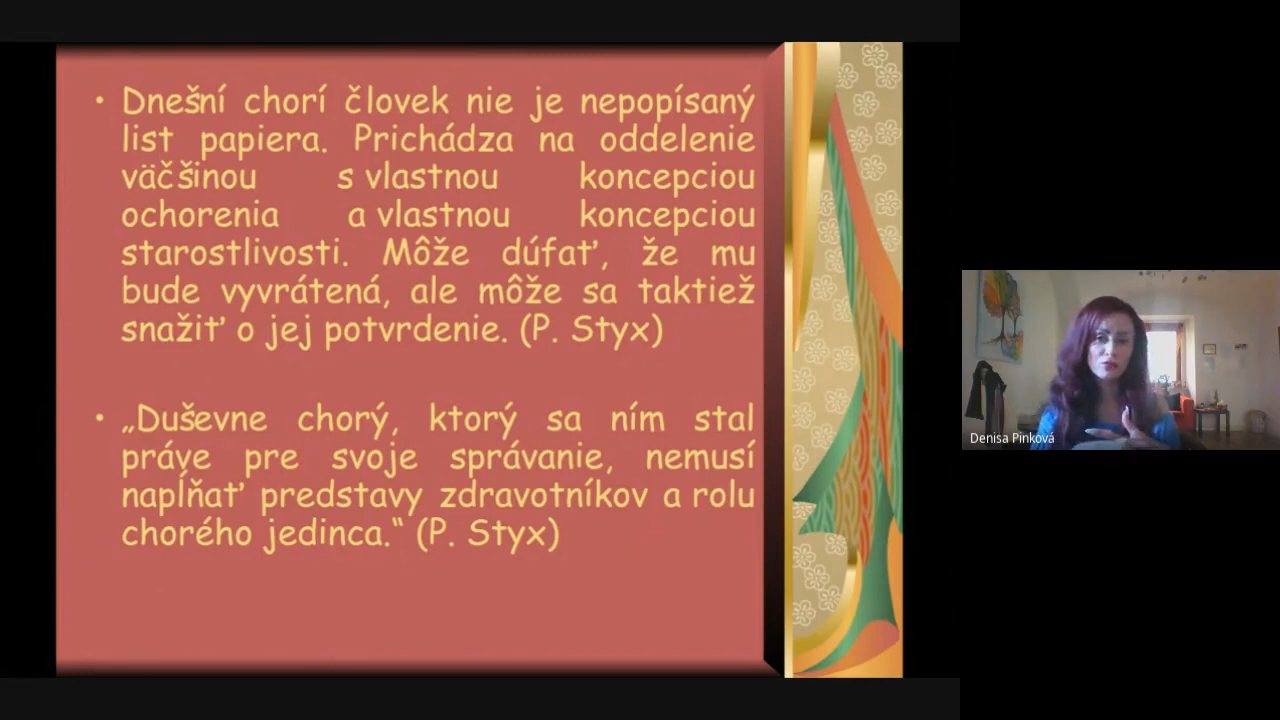 • Dnešní chorí človek nie je nepopísaný
list papiera. Prichádza na oddelenie
väčšinou s vlastnou koncepciou
ochorenia a vlastnou koncepciou
starostlivosti. Môže dúfať, že mu
bude vyvrátená, ale môže sa taktiež
snažiť o jej potvrdenie. (P. Styx)
• „Duševne chorý, ktorý sa ním stal
práve pre svoje správanie, nemusí
napĺňať predstavy zdravotníkov a rolu
chorého jedinca.“ (P. Styx)
Denisa Pinková